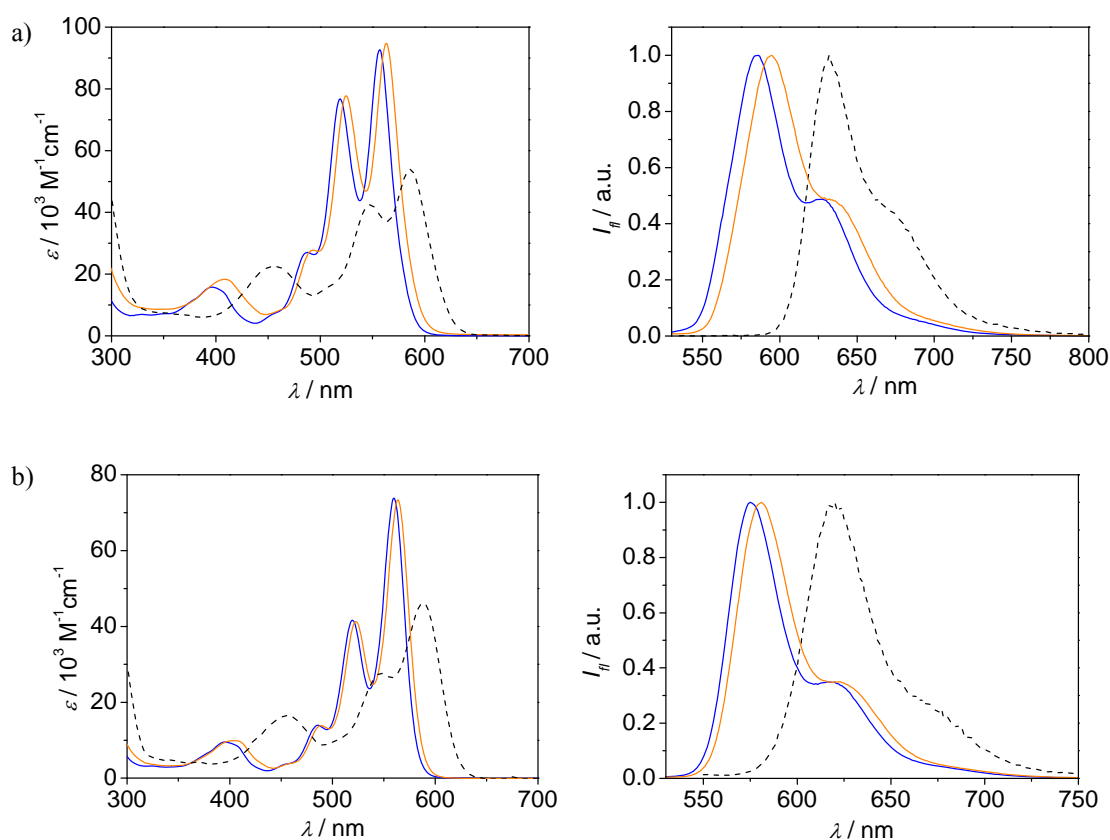 a)
100
80
60
40
20
0
ε / 10³ M⁻¹cm⁻¹
300 400 500 600 700
λ / nm
1.0
0.8
0.6
0.4
0.2
0.0
I_fl / a.u.
550 600 650 700 750 800
λ / nm
b)
80
60
40
20
0
ε / 10³ M⁻¹cm⁻¹
300 400 500 600 700
λ / nm
1.0
0.8
0.6
0.4
0.2
0.0
I_fl / a.u.
550 600 650 700 750
λ / nm